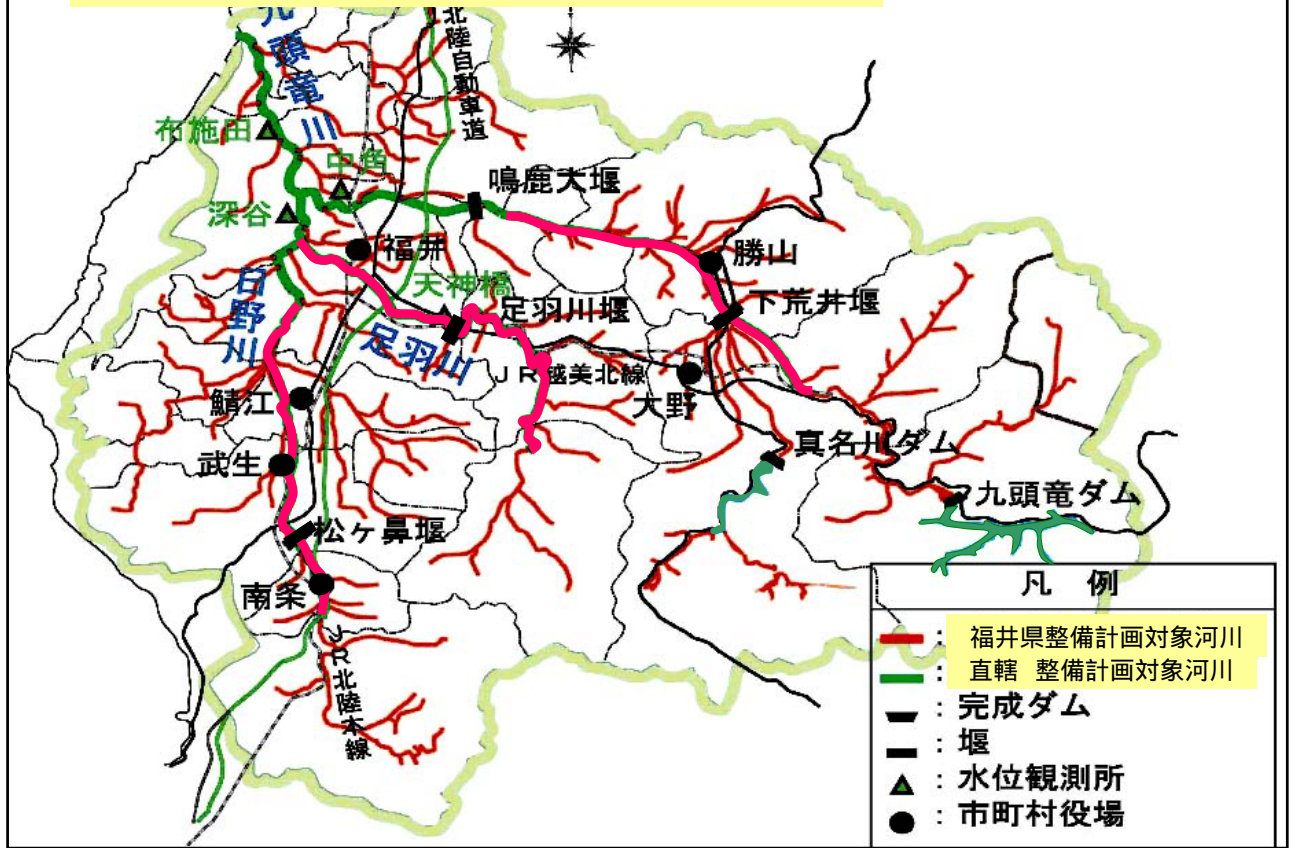 九頭竜川
北陸自動車道
布施田
中角
鳴鹿大堰
深谷
福井
勝山
天神橋
日野川
足羽川堰
下荒井堰
足羽川
JR越美北線
鯖江
大野
武生
真名川ダム
九頭竜ダム
松ヶ鼻堰
南条
JR北陸本線
凡 例
: 福井県整備計画対象河川
: 直轄 整備計画対象河川
: 完成ダム
: 堰
: 水位観測所
: 市町村役場